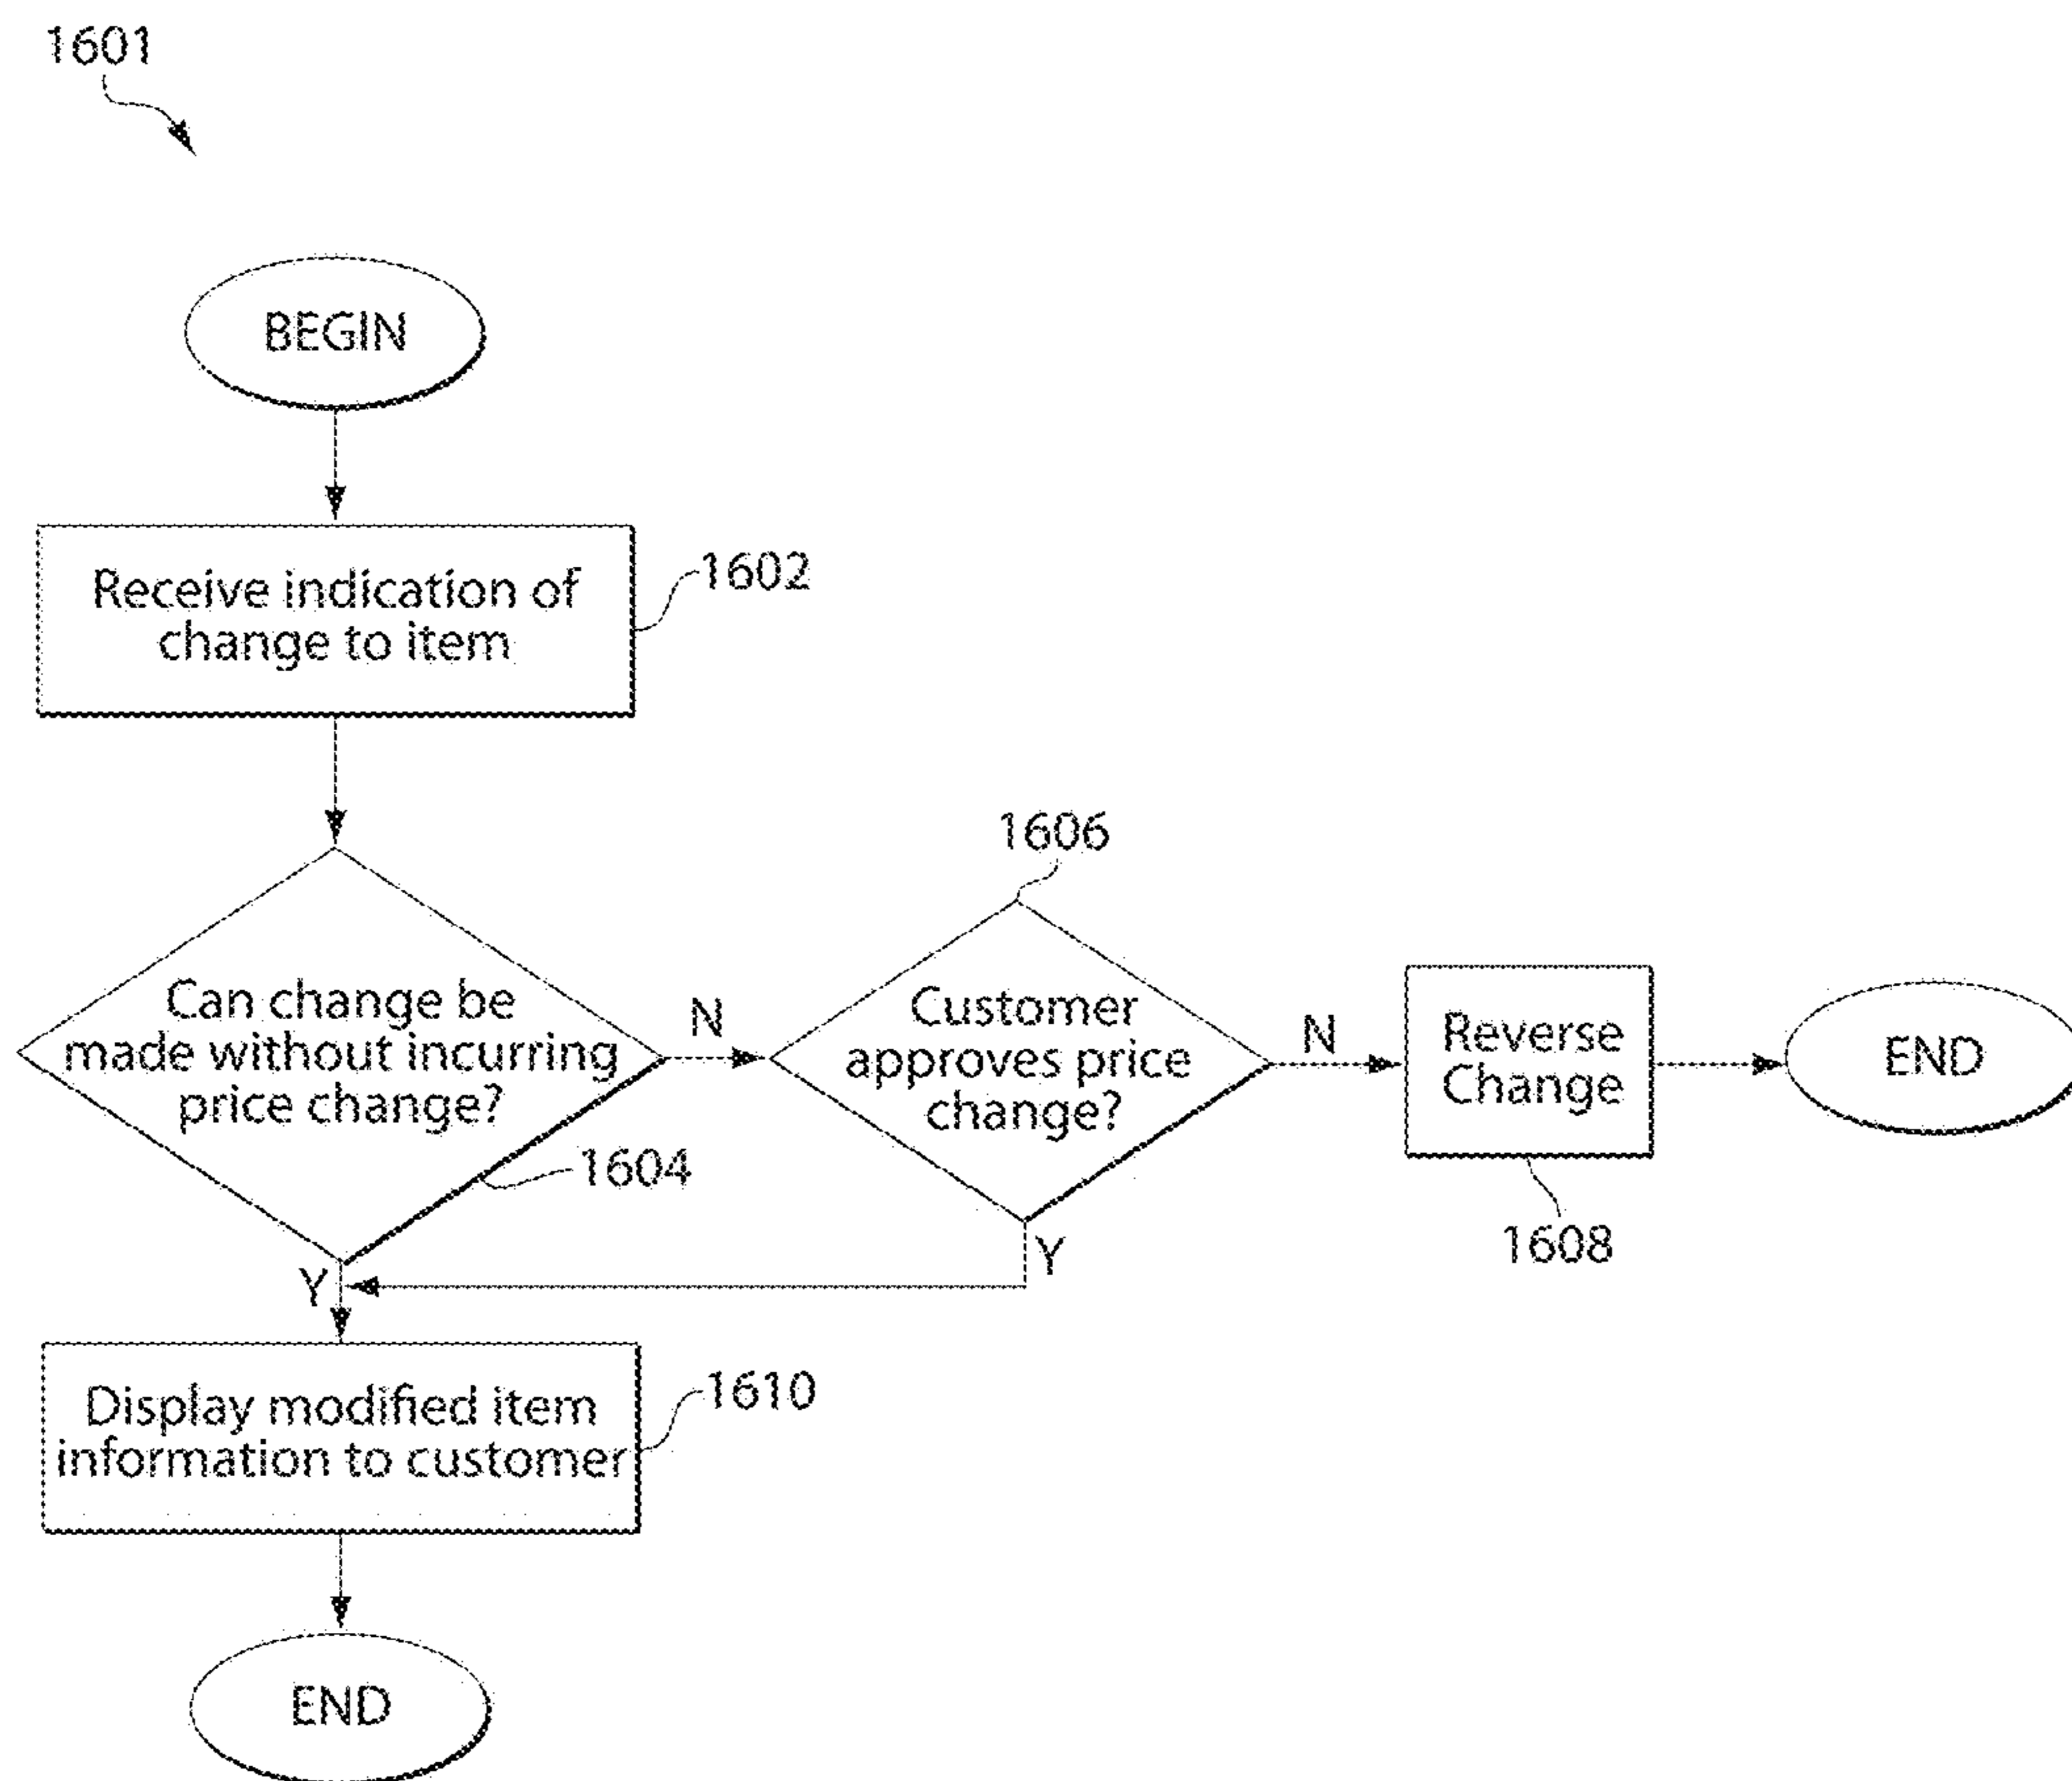 1601
BEGIN
Receive indication of
change to item
1602
Can change be
made without incurring
price change?
1604
N
Y
1606
Customer
approves price
change?
N
Y
Reverse
Change
1608
END
Display modified item
information to customer
1610
END